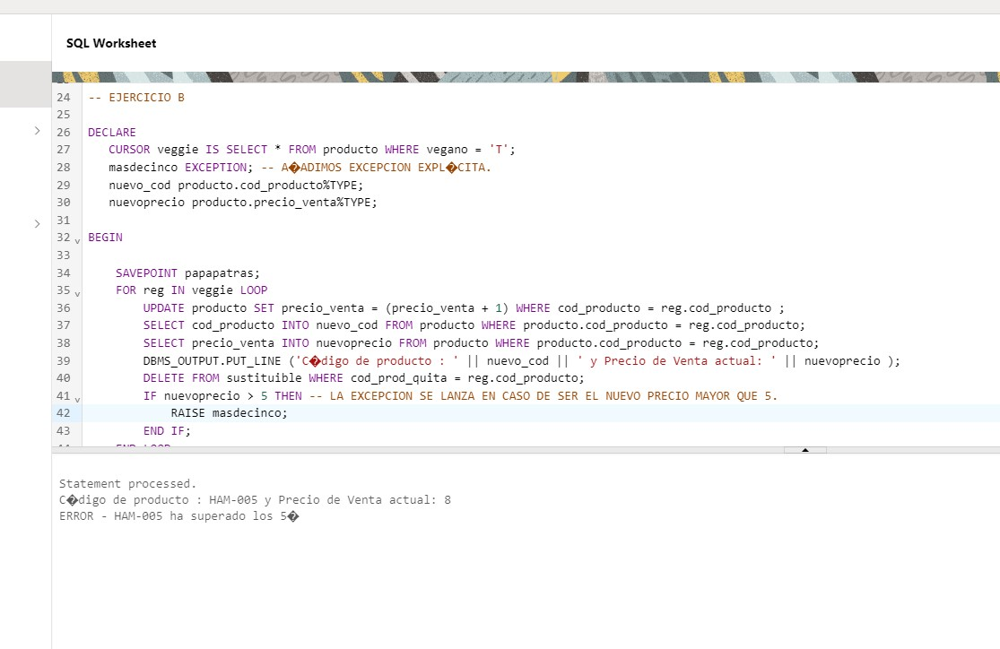 SQL Worksheet
24 -- EJERCICIO B
25
26 DECLARE
27 CURSOR veggie IS SELECT * FROM producto WHERE vegano = 'T';
28 masdecinco EXCEPTION; -- A�ADIMOS EXCEPCION EXPL�CITA.
29 nuevo_cod producto.cod_producto%TYPE;
30 nuevoprecio producto.precio_venta%TYPE;
31
32 BEGIN
33
34 SAVEPOINT papapatras;
35 FOR reg IN veggie LOOP
36 UPDATE producto SET precio_venta = (precio_venta + 1) WHERE cod_producto = reg.cod_producto ;
37 SELECT cod_producto INTO nuevo_cod FROM producto WHERE producto.cod_producto = reg.cod_producto;
38 SELECT precio_venta INTO nuevoprecio FROM producto WHERE producto.cod_producto = reg.cod_producto;
39 DBMS_OUTPUT.PUT_LINE ('C�digo de producto : ' || nuevo_cod || ' y Precio de Venta actual: ' || nuevoprecio );
40 DELETE FROM sustituible WHERE cod_prod_quita = reg.cod_producto;
41 IF nuevoprecio > 5 THEN -- LA EXCEPCION SE LANZA EN CASO DE SER EL NUEVO PRECIO MAYOR QUE 5.
42 RAISE masdecinco;
43 END IF;
44 END LOOP
Statement processed.
C�digo de producto : HAM-005 y Precio de Venta actual: 8
ERROR - HAM-005 ha superado los 5�